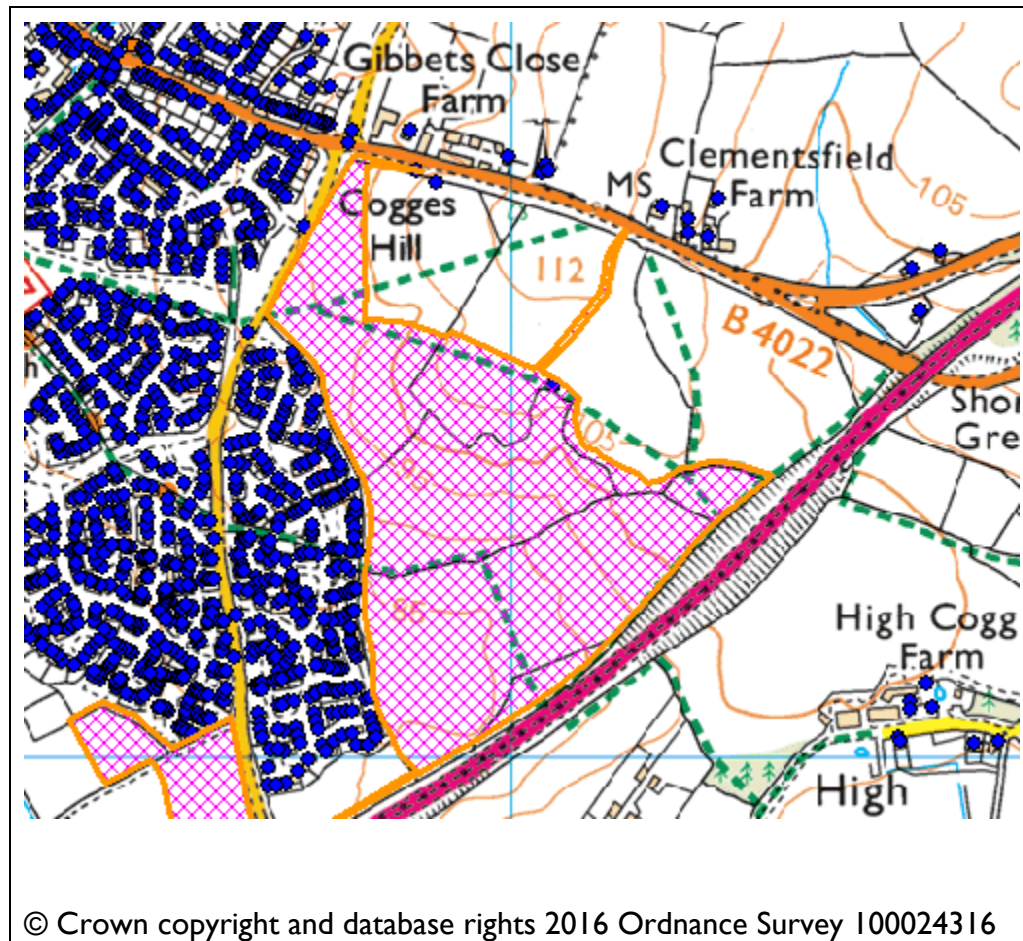 Gibbets Close
Farm
Clementsfield
Farm
MS
105
Cogges
Hill
112
B 4022
Shor
Gre
h
105
85
High Cogg
Farm
High
© Crown copyright and database rights 2016 Ordnance Survey 100024316